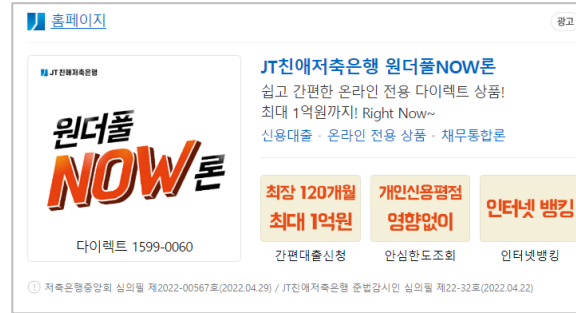 홈페이지
광고
JT친애저축은행
원더풀
NOW론
다이렉트 1599-0060
JT친애저축은행 원더풀NOW론
쉽고 간편한 온라인 전용 다이렉트 상품!
최대 1억원까지! Right Now~
신용대출 · 온라인 전용 상품 · 채무통합론
최장 120개월
최대 1억원
간편대출신청
개인신용평점
영향없이
안심한도조회
인터넷 뱅킹
인터넷뱅킹
저축은행중앙회 심의필 제2022-00567호(2022.04.29) / JT친애저축은행 준법감시인 심의필 제22-32호(2022.04.22)